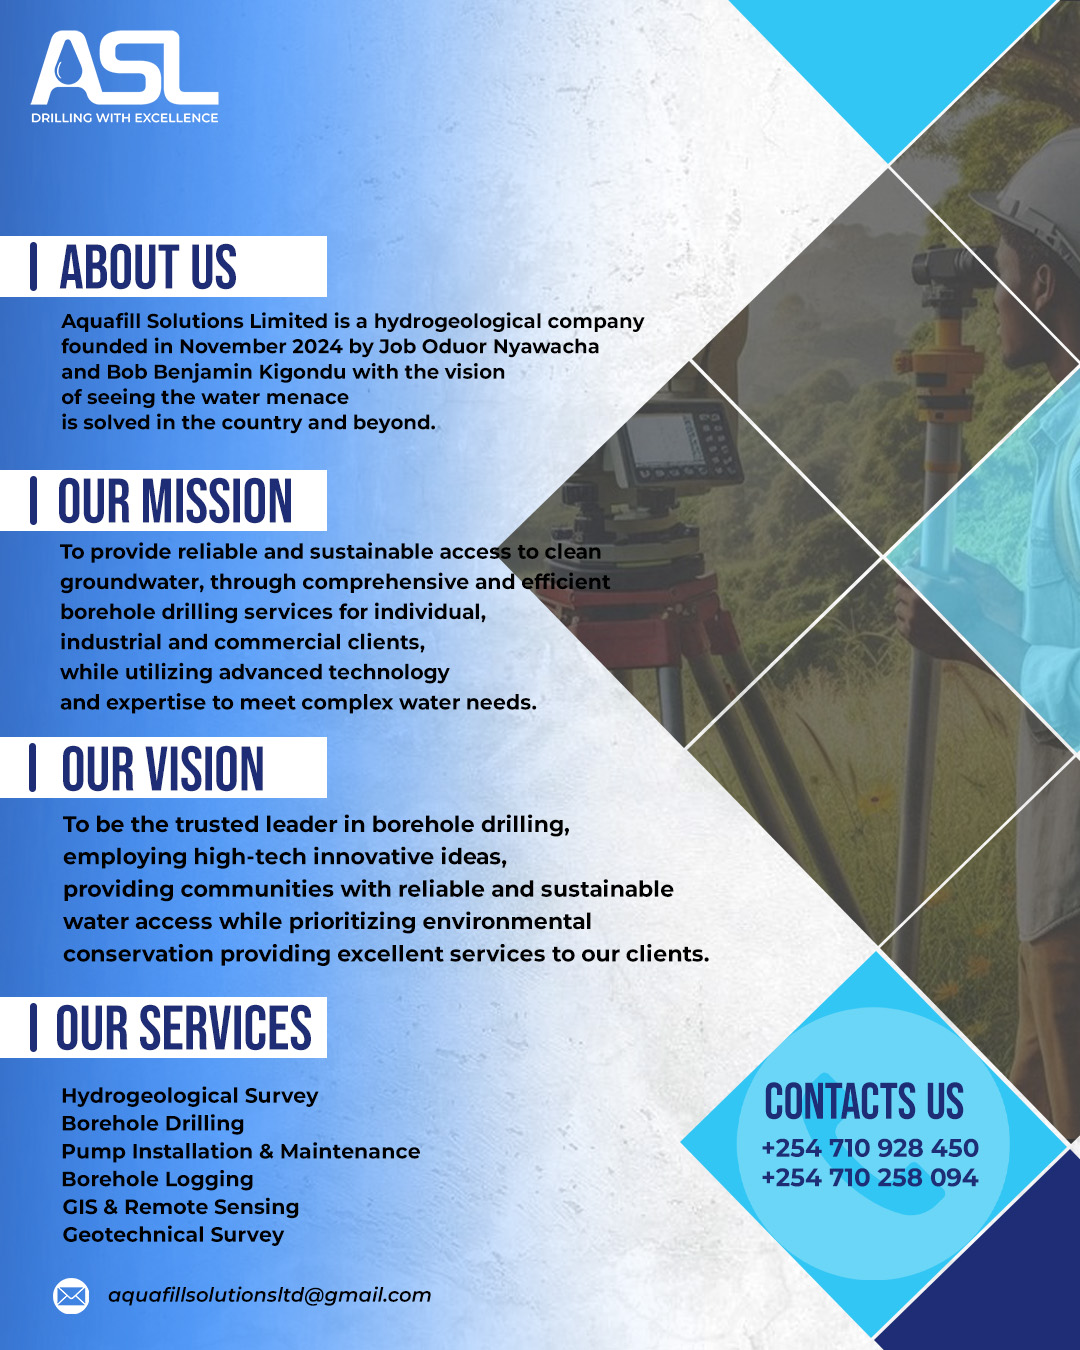 ASL
DRILLING WITH EXCELLENCE
ABOUT US
Aquafill Solutions Limited is a hydrogeological company
founded in November 2024 by Job Oduor Nyawacha
and Bob Benjamin Kigondu with the vision
of seeing the water menace
is solved in the country and beyond.
OUR MISSION
To provide reliable and sustainable access to clean
groundwater, through comprehensive and efficient
borehole drilling services for individual,
industrial and commercial clients,
while utilizing advanced technology
and expertise to meet complex water needs.
OUR VISION
To be the trusted leader in borehole drilling,
employing high-tech innovative ideas,
providing communities with reliable and sustainable
water access while prioritizing environmental
conservation providing excellent services to our clients.
OUR SERVICES
Hydrogeological Survey
Borehole Drilling
Pump Installation & Maintenance
Borehole Logging
GIS & Remote Sensing
Geotechnical Survey
aquafillsolutionsltd@gmail.com
CONTACTS US
+254 710 928 450
+254 710 258 094